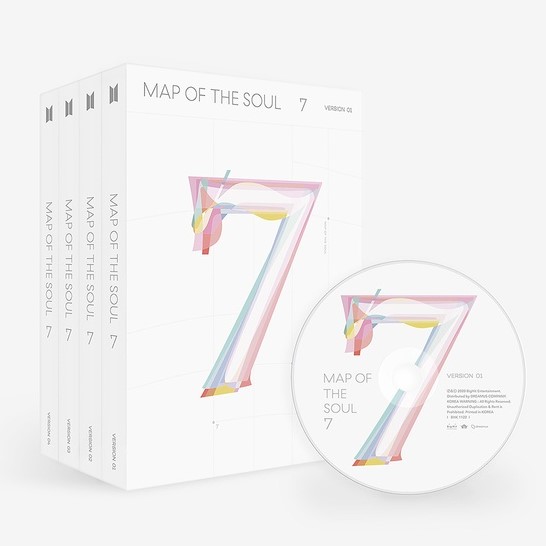 MAP OF THE SOUL 7 VERSION 01
MAP OF THE SOUL 7 VERSION 04
MAP OF THE SOUL 7 VERSION 03
MAP OF THE SOUL 7 VERSION 02
MAP OF THE SOUL 7 VERSION 01
7
7
MAP OF
THE
SOUL
7
VERSION 01